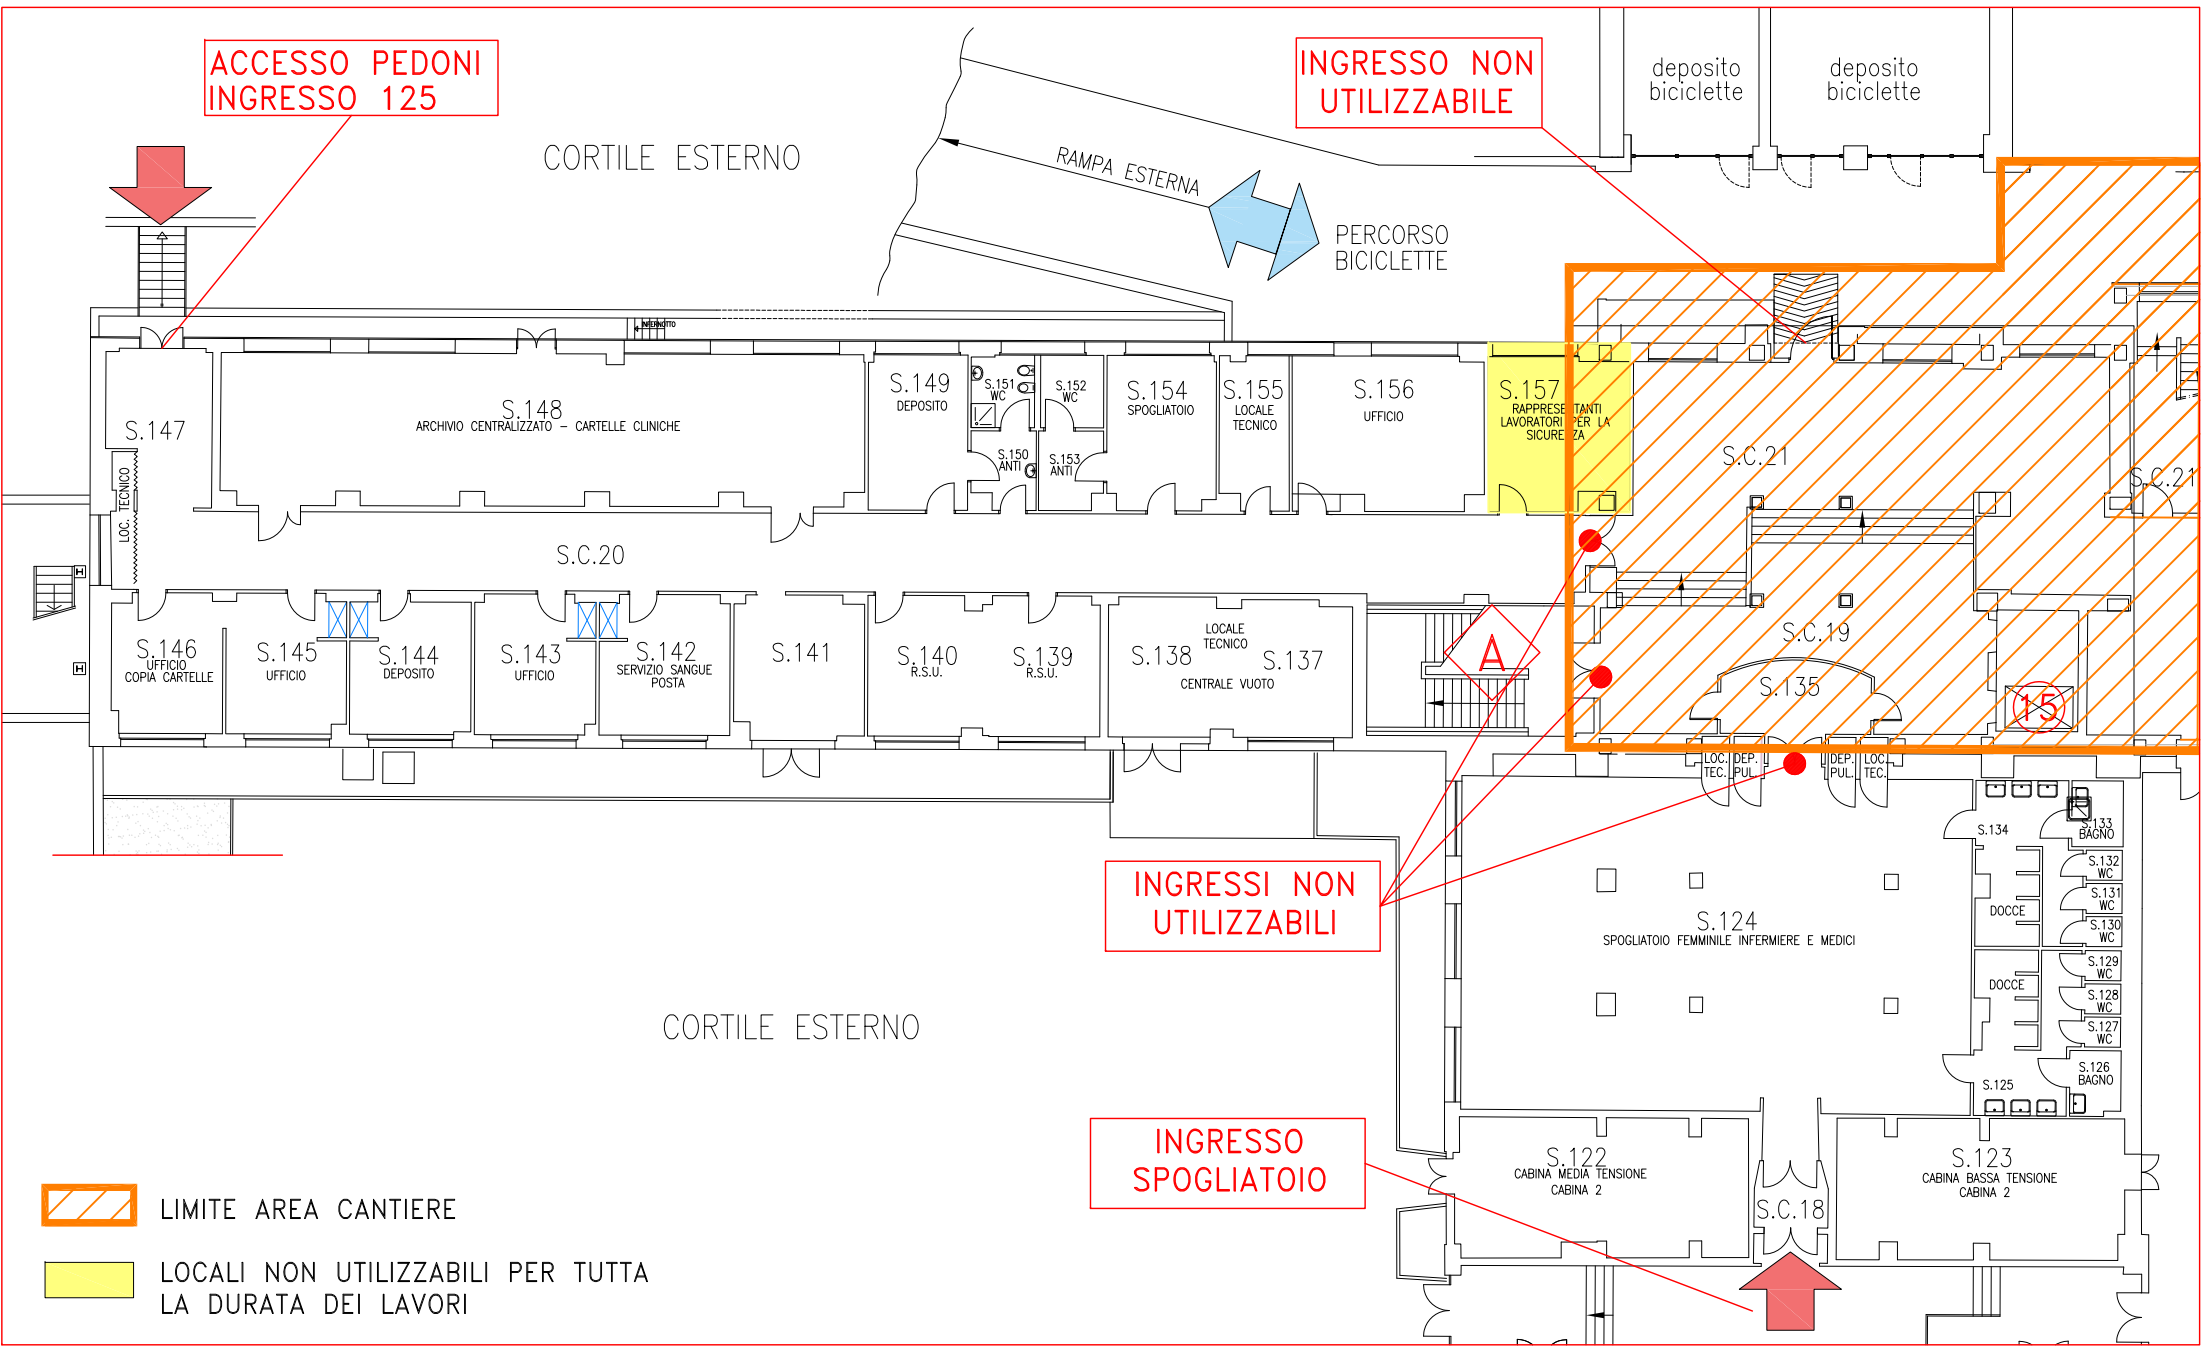 ACCESSO PEDONI
INGRESSO 125
INGRESSO NON
UTILIZZABILE
deposito
biciclette
deposito
biciclette
CORTILE ESTERNO
RAMPA ESTERNA
PERCORSO
BICICLETTE
S.147
LOC. TECNICO
S.148
ARCHIVIO CENTRALIZZATO - CARTELLE CLINICHE
S.149
DEPOSITO
S.151
WC
S.152
WC
S.150
ANTI
S.153
ANTI
S.154
SPOGLIATOIO
S.155
LOCALE
TECNICO
S.156
UFFICIO
S.157
RAPPRESENTANTI
LAVORATORI PER LA
SICUREZZA
S.C.21
S.C.21
S.C.20
S.C.19
S.146
UFFICIO
COPIA CARTELLE
S.145
UFFICIO
S.144
DEPOSITO
S.143
UFFICIO
S.142
SERVIZIO SANGUE
POSTA
S.141
S.140
R.S.U.
S.139
R.S.U.
S.138
LOCALE
TECNICO
S.137
CENTRALE VUOTO
A
S.135
15
LOC.
TEC.
DEP.
PUL.
DEP.
PUL.
LOC.
TEC.
INGRESSI NON
UTILIZZABILI
S.134
S.133
BAGNO
S.132
WC
S.131
WC
S.130
WC
DOCCE
S.124
SPOGLIATOIO FEMMINILE INFERMIERE E MEDICI
S.129
WC
S.128
WC
S.127
WC
DOCCE
S.126
BAGNO
S.125
CORTILE ESTERNO
INGRESSO
SPOGLIATOIO
S.122
CABINA MEDIA TENSIONE
CABINA 2
S.123
CABINA BASSA TENSIONE
CABINA 2
S.C.18
LIMITE AREA CANTIERE
LOCALI NON UTILIZZABILI PER TUTTA
LA DURATA DEI LAVORI